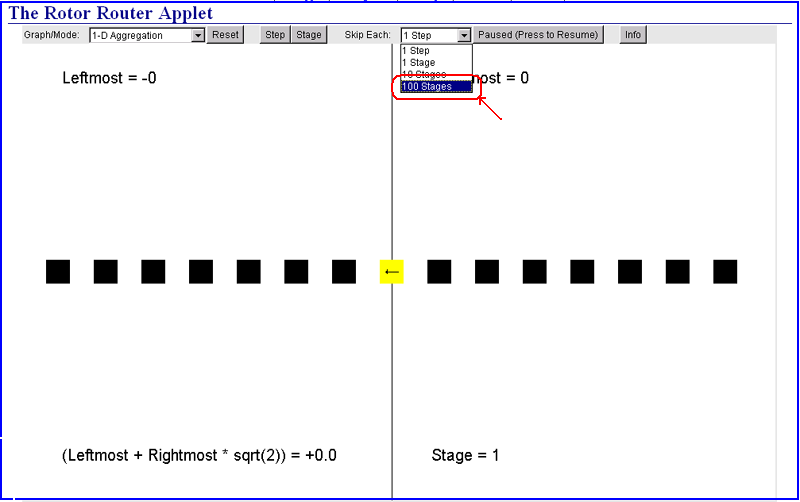 The Rotor Router Applet
Graph/Mode: 1-D Aggregation Reset Step Stage Skip Each: 1 Step Paused (Press to Resume) Info
1 Step
1 Stage
10 Stages
100 Stages
Leftmost = -0 most = 0
←
(Leftmost + Rightmost * sqrt(2)) = +0.0 Stage = 1